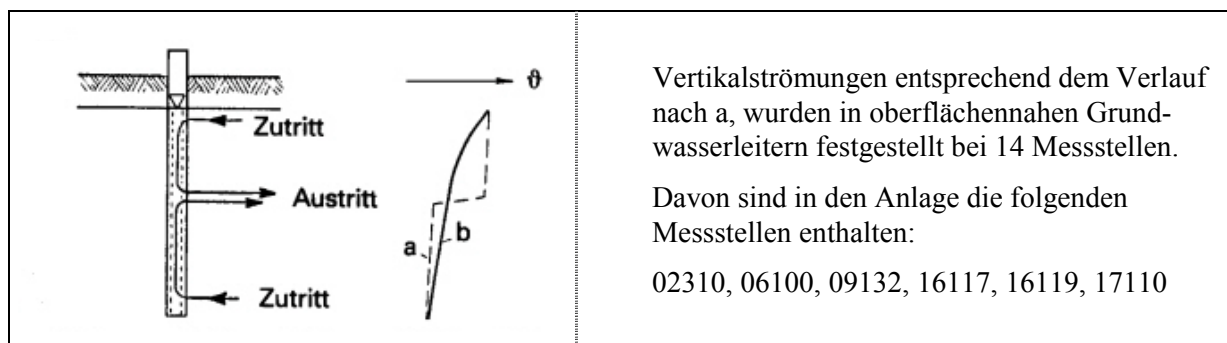 ϑ
Zutritt
Austritt
a
b
Zutritt
Vertikalströmungen entsprechend dem Verlauf
nach a, wurden in oberflächennahen Grund-
wasserleitern festgestellt bei 14 Messstellen.
Davon sind in den Anlage die folgenden
Messstellen enthalten:
02310, 06100, 09132, 16117, 16119, 17110